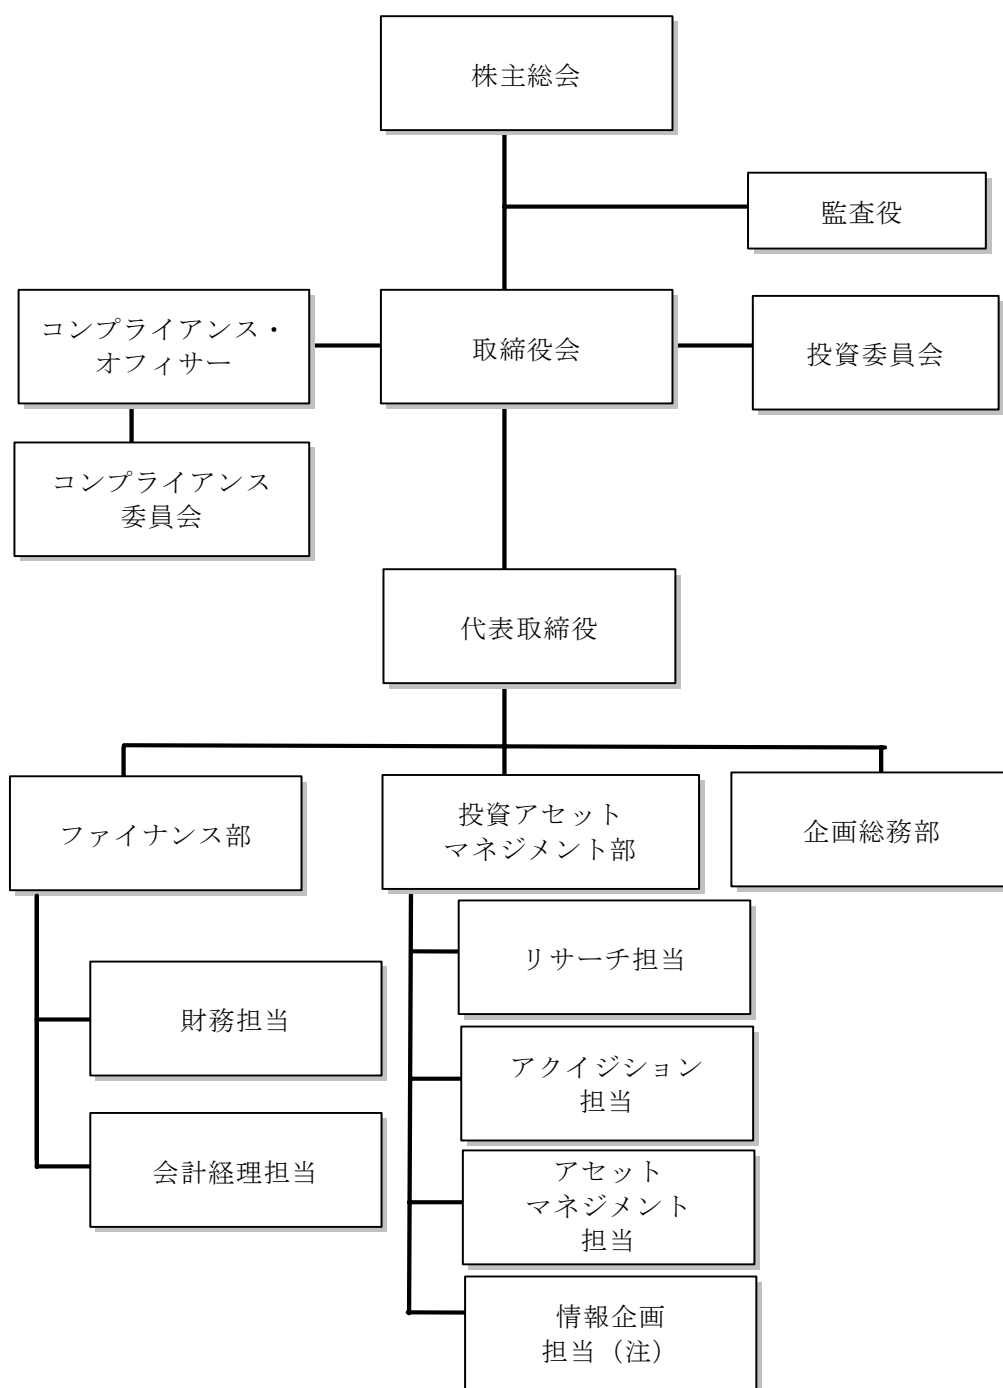 株主総会
監査役
コンプライアンス・
オフィサー
取締役会
投資委員会
コンプライアンス
委員会
代表取締役
ファイナンス部
投資アセット
マネジメント部
企画総務部
リサーチ担当
財務担当
アクイジション
担当
会計経理担当
アセット
マネジメント
担当
情報企画
担当（注）